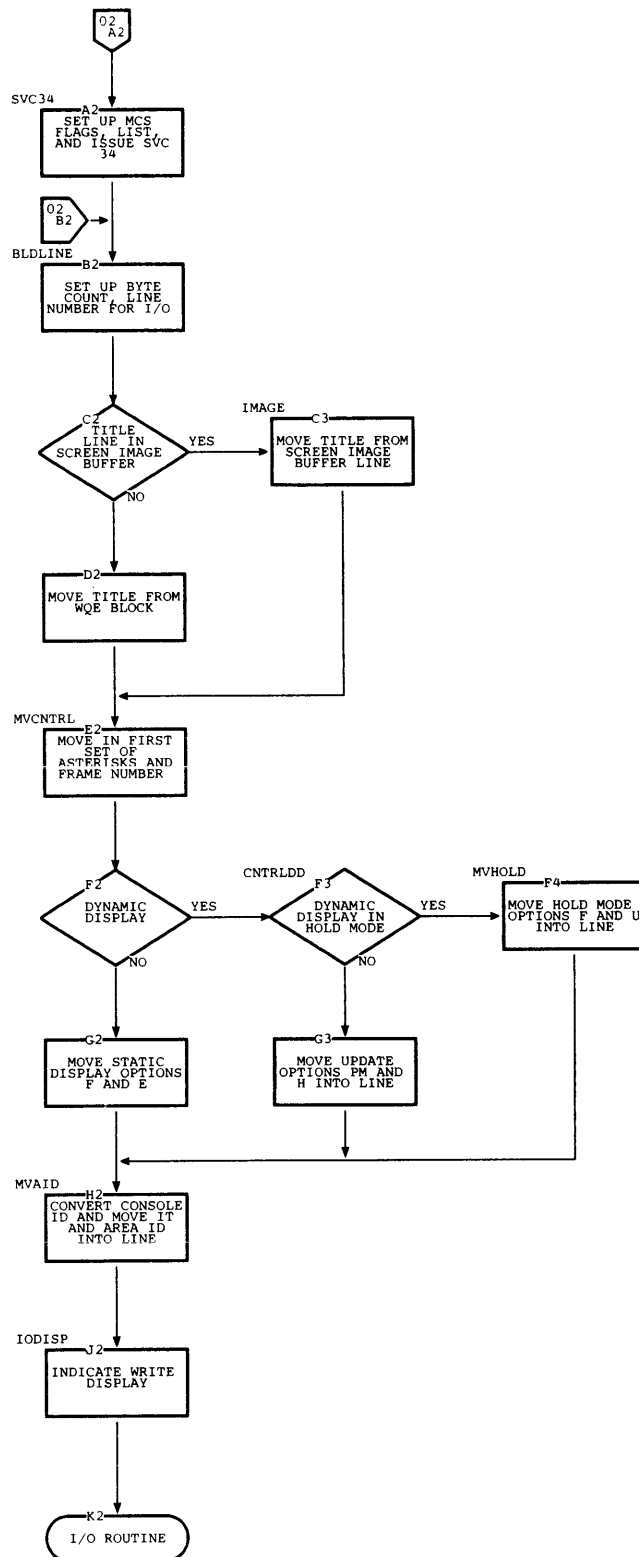 02
A2
SVC34
A2
SET UP MCS
FLAGS, LIST,
AND ISSUE SVC
34
02
B2
BLDLINE
B2
SET UP BYTE
COUNT, LINE
NUMBER FOR I/O
C2
TITLE
LINE IN
SCREEN IMAGE
BUFFER
YES
NO
IMAGE
C3
MOVE TITLE FROM
SCREEN IMAGE
BUFFER LINE
D2
MOVE TITLE FROM
WQE BLOCK
MVCNTRL
E2
MOVE IN FIRST
SET OF
ASTERISKS AND
FRAME NUMBER
F2
DYNAMIC
DISPLAY
YES
NO
CNTRLDD
F3
DYNAMIC
DISPLAY IN
HOLD MODE
YES
NO
MVHOLD
F4
MOVE HOLD MODE
OPTIONS F AND U
INTO LINE
G2
MOVE STATIC
DISPLAY OPTIONS
F AND E
G3
MOVE UPDATE
OPTIONS PM AND
H INTO LINE
MVAID
H2
CONVERT CONSOLE
ID AND MOVE IT
AND AREA ID
INTO LINE
IODISP
J2
INDICATE WRITE
DISPLAY
K2
I/O ROUTINE